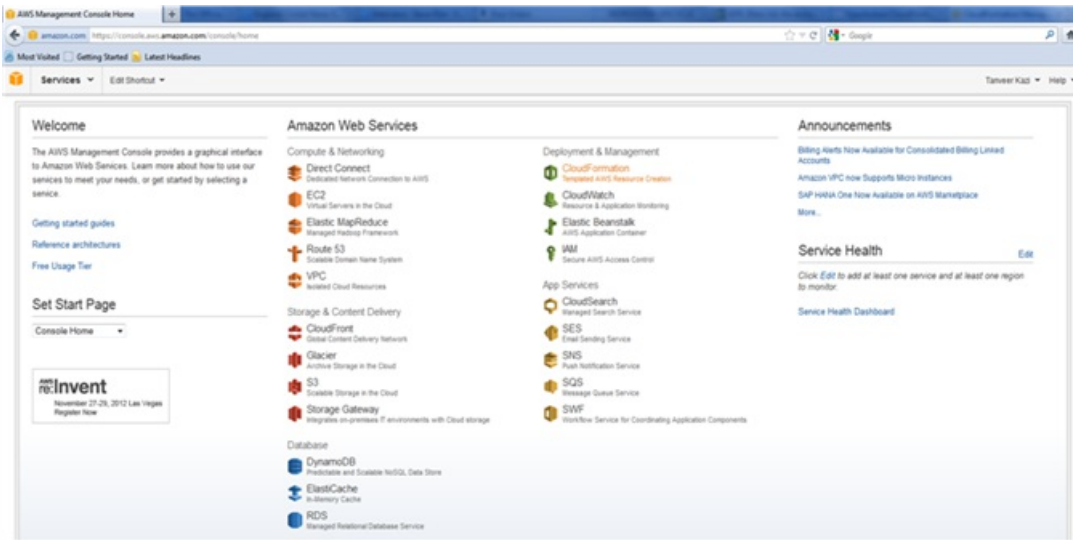 AWS Management Console Home
amazon.com https://console.aws.amazon.com/console/home
Google
Most Visited Getting Started Latest Headlines
Services Edit Shortcut
Tanveer Kazi Help
Welcome
The AWS Management Console provides a graphical interface
to Amazon Web Services. Learn more about how to use our
services to meet your needs, or get started by selecting a
service.
Getting started guides
Reference architectures
Free Usage Tier
Set Start Page
Console Home
AWS
re:Invent
November 27-29, 2012 Las Vegas
Register Now
Amazon Web Services
Compute & Networking
Direct Connect
Dedicated Network Connection to AWS
EC2
Virtual Servers in the Cloud
Elastic MapReduce
Managed Hadoop Framework
Route 53
Scalable Domain Name System
VPC
Isolated Cloud Resources
Storage & Content Delivery
CloudFront
Global Content Delivery Network
Glacier
Archive Storage in the Cloud
S3
Scalable Storage in the Cloud
Storage Gateway
Integrates on-premises IT environments with Cloud storage
Database
DynamoDB
Predictable and Scalable NoSQL Data Store
ElastiCache
In-Memory Cache
RDS
Managed Relational Database Service
Deployment & Management
CloudFormation
Templated AWS Resource Creation
CloudWatch
Resource & Application Monitoring
Elastic Beanstalk
AWS Application Container
IAM
Secure AWS Access Control
App Services
CloudSearch
Managed Search Service
SES
Email Sending Service
SNS
Push Notification Service
SQS
Message Queue Service
SWF
Workflow Service for Coordinating Application Components
Announcements
Billing Alerts Now Available for Consolidated Billing Linked
Accounts
Amazon VPC now Supports Micro Instances
SAP HANA One Now Available on AWS Marketplace
More...
Service Health
Edit
Click Edit to add at least one service and at least one region
to monitor.
Service Health Dashboard